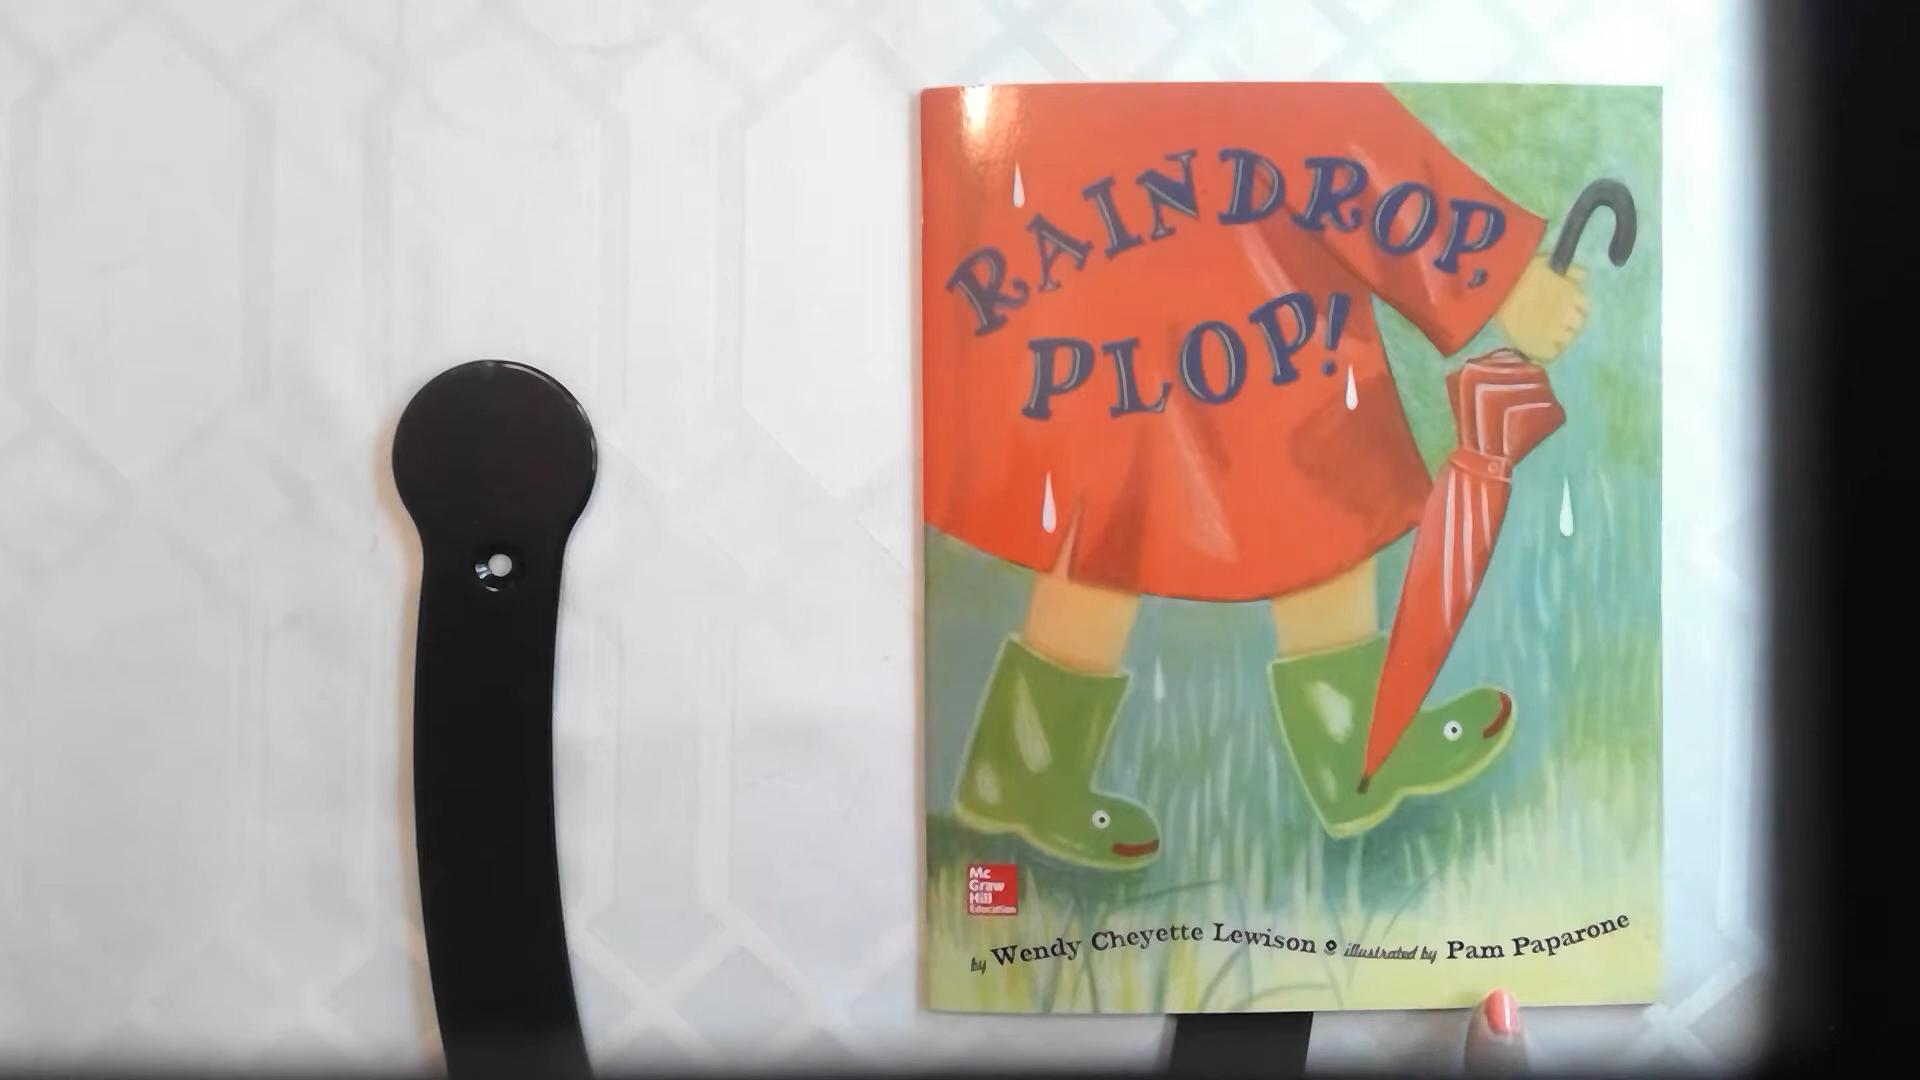 RAINDROP,
PLOP!
Mc
Graw
Hill
Education
by Wendy Cheyette Lewison illustrated by Pam Paparone